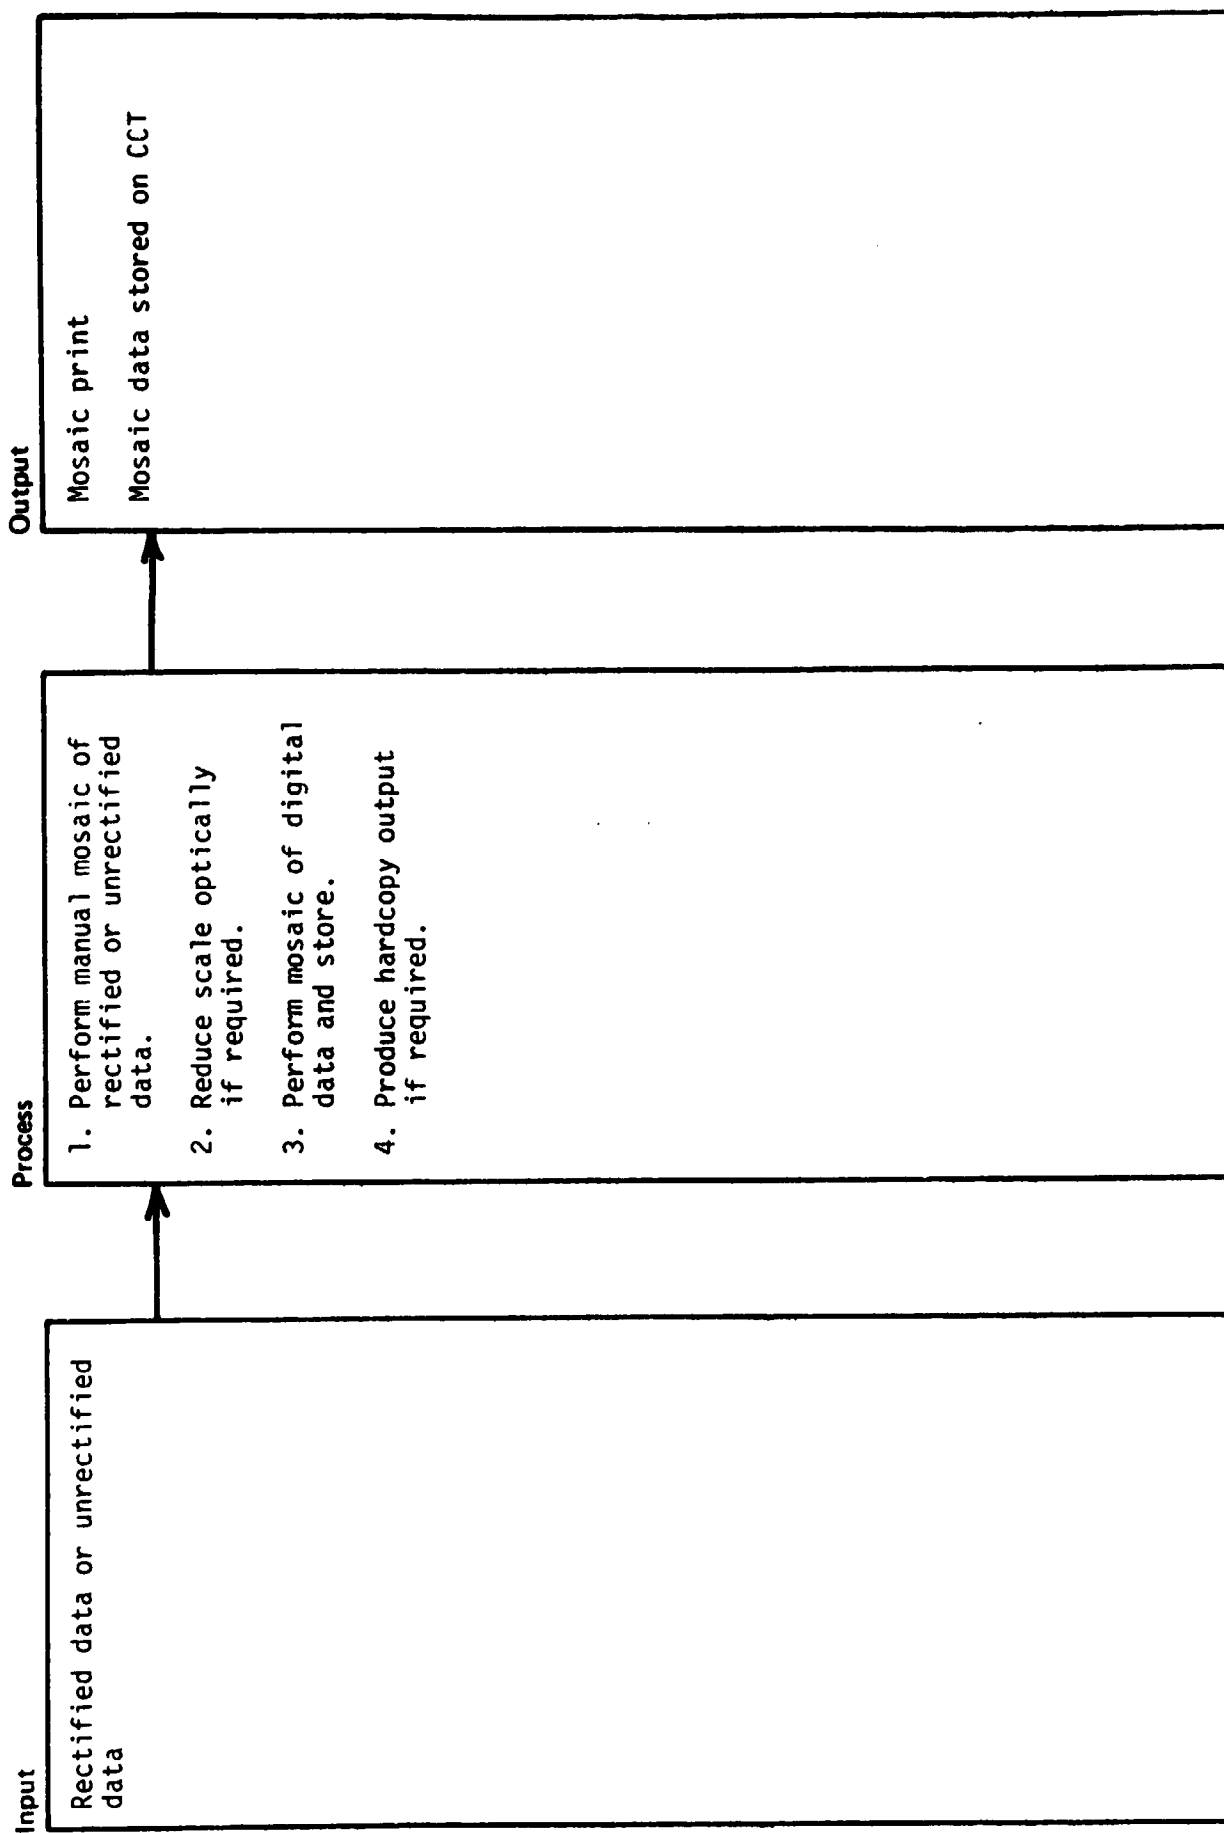 Input
Rectified data or unrectified
data
Process
1. Perform manual mosaic of
rectified or unrectified
data.
2. Reduce scale optically
if required.
3. Perform mosaic of digital
data and store.
4. Produce hardcopy output
if required.
Output
Mosaic print
Mosaic data stored on CCT